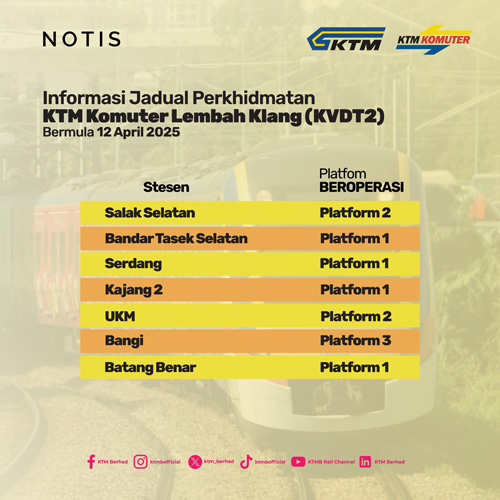 NOTIS
KTM
KTM KOMUTER
Informasi Jadual Perkhidmatan
KTM Komuter Lembah Klang (KVDT2)
Bermula 12 April 2025
Stesen
Platfom
BEROPERASI
Salak Selatan Platform 2
Bandar Tasek Selatan Platform 1
Serdang Platform 1
Kajang 2 Platform 1
UKM Platform 2
Bangi Platform 3
Batang Benar Platform 1
KTM Berhad ktmbofficial ktm_berhad ktmbofficial KTMB Rail Channel KTM Berhad